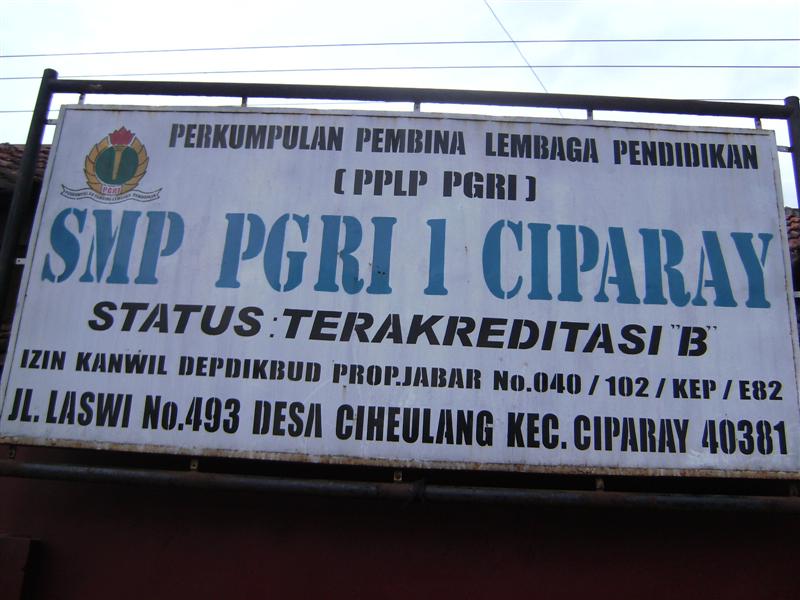 PERKUMPULAN PEMBINA LEMBAGA PENDIDIKAN
(PPLP PGRI)
PGRI
SMP PGRI 1 CIPARAY
STATUS : TERAKREDITASI "B"
IZIN KANWIL DEPDIKBUD PROP.JABAR No.040 / 102 / KEP / E82
JL. LASWI No.493 DESA CIHEULANG KEC. CIPARAY 40381